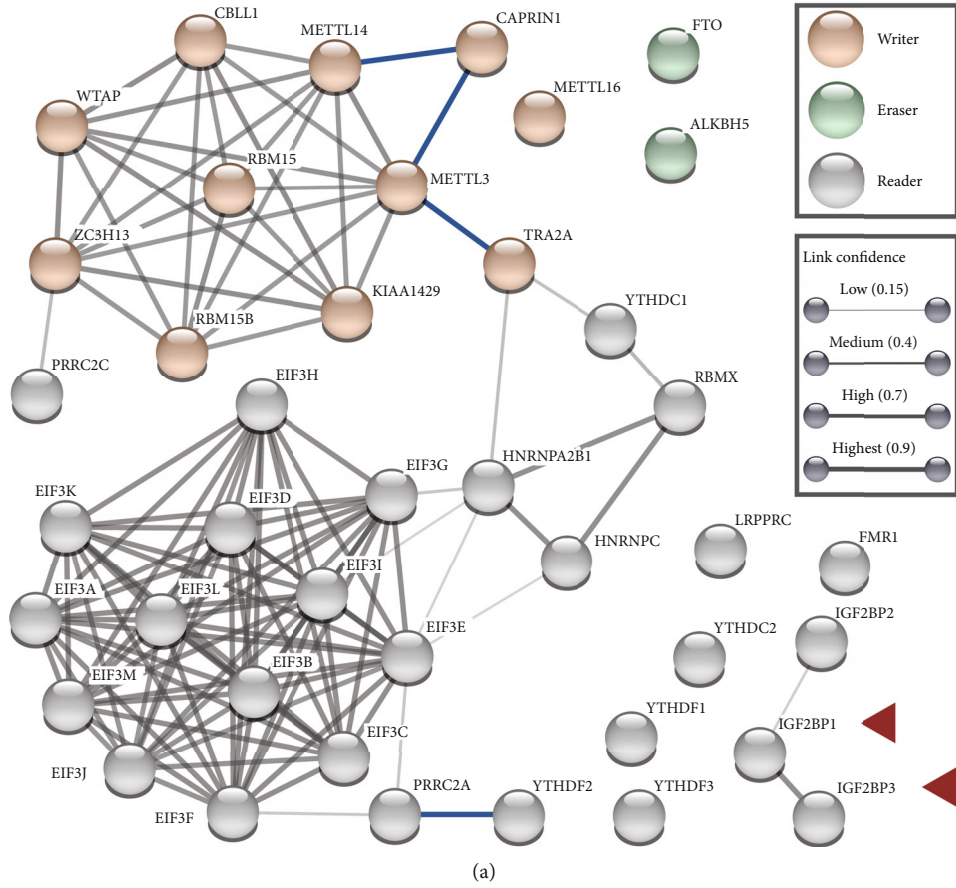 CBLL1
METTL14
CAPRIN1
FTO
WTAP
METTL16
ALKBH5
RBM15
METTL3
ZC3H13
TRA2A
KIAA1429
YTHDC1
RBM15B
PRRC2C
RBMX
EIF3H
HNRNPA2B1
EIF3G
EIF3K
EIF3D
HNRNPC
LRPPRC
FMR1
EIF3I
EIF3A
EIF3L
EIF3E
IGF2BP2
YTHDC2
EIF3M
EIF3B
YTHDF1
IGF2BP1
EIF3C
EIF3J
PRRC2A
YTHDF2
YTHDF3
IGF2BP3
EIF3F
Writer
Eraser
Reader
Link confidence
Low (0.15)
Medium (0.4)
High (0.7)
Highest (0.9)
(a)